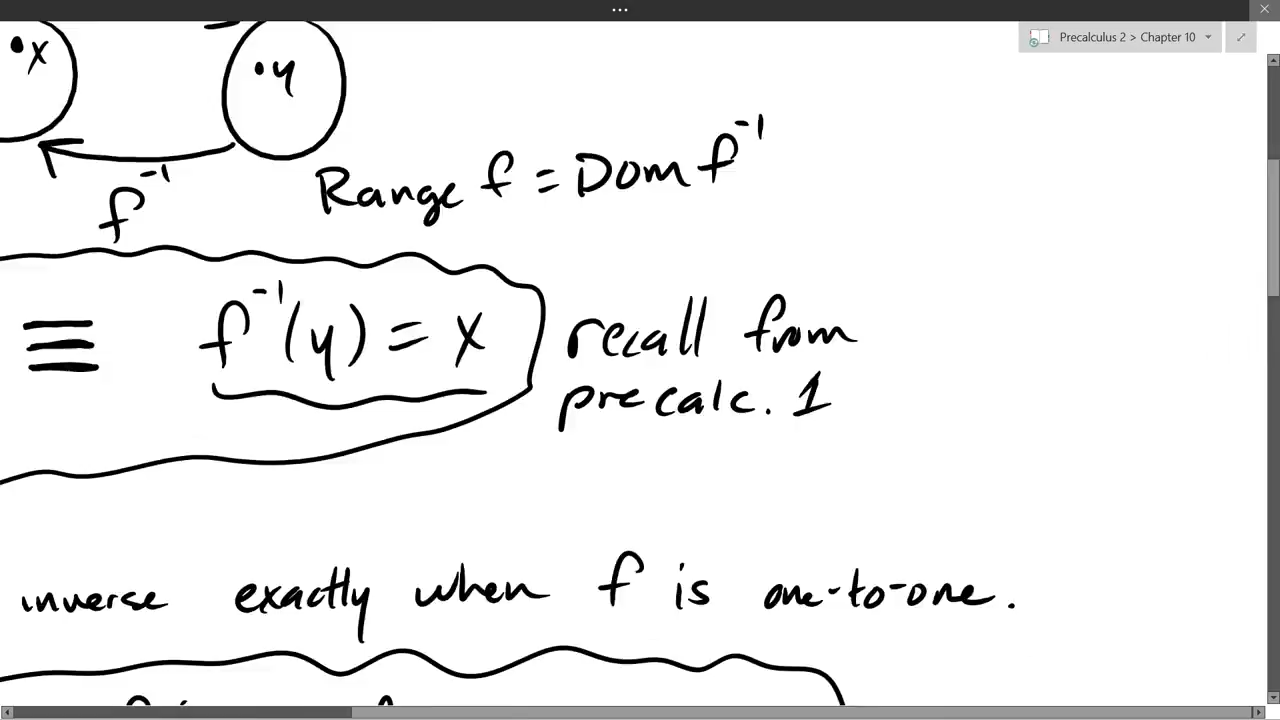 ...
Precalculus 2 > Chapter 10
•x
•y
f⁻¹
Range f = Dom f⁻¹
≡ f⁻¹(y) = x
recall from
precalc. 1
inverse exactly when f is one-to-one.